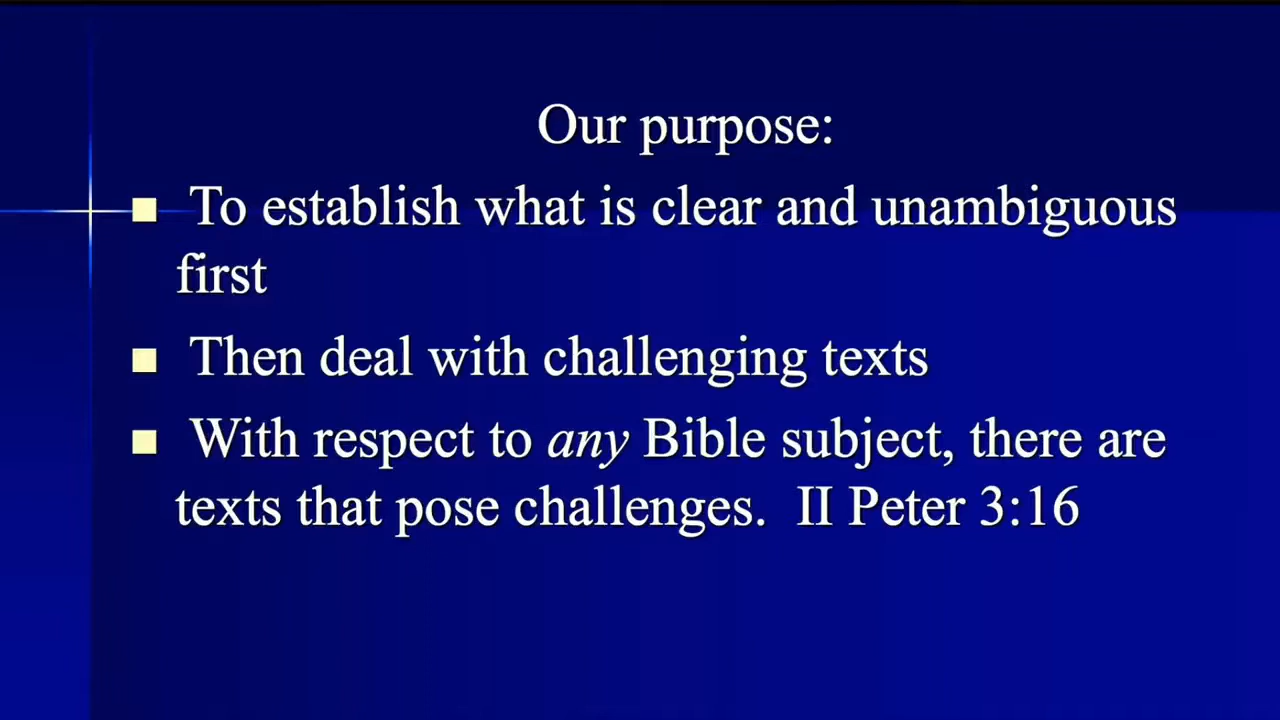 Our purpose:
■ To establish what is clear and unambiguous
first
■ Then deal with challenging texts
■ With respect to any Bible subject, there are
texts that pose challenges.  II Peter 3:16